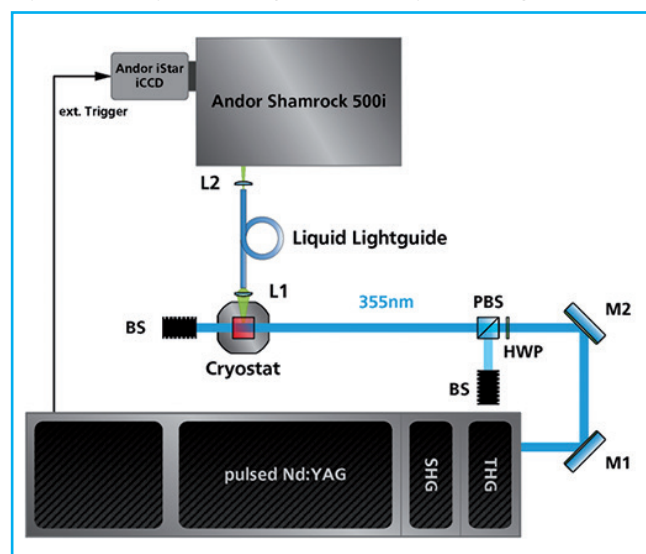 Andor iStar
iCCD
Andor Shamrock 500i
ext. Trigger
L2
Liquid Lightguide
L1
355nm
PBS
M2
BS
HWP
Cryostat
BS
M1
pulsed Nd:YAG
SHG
THG